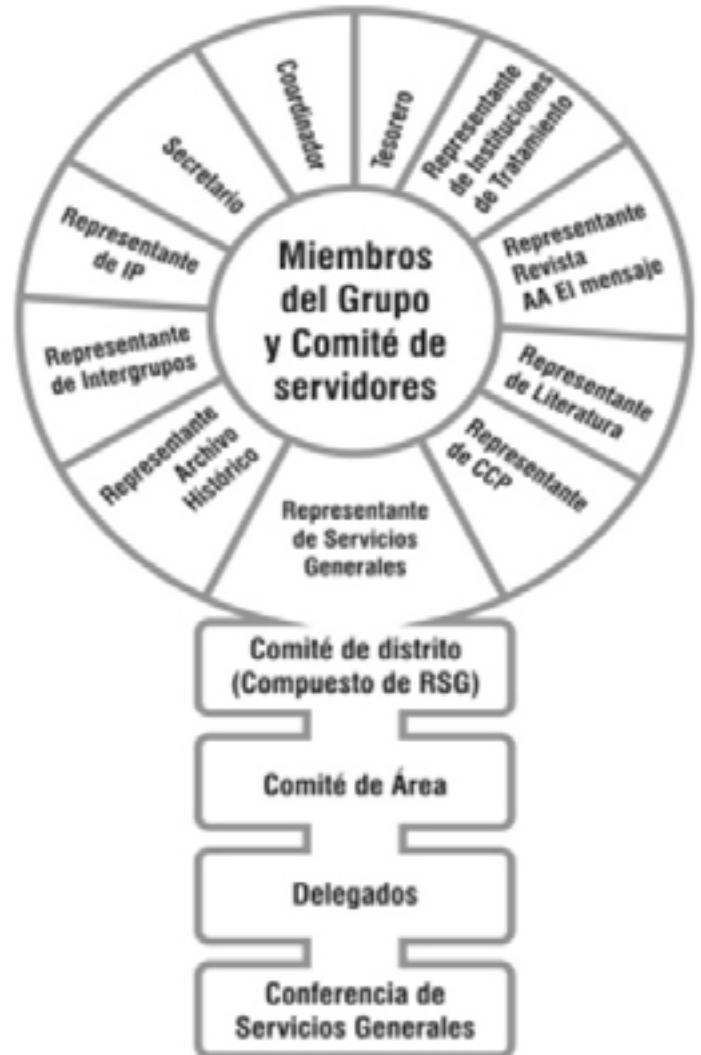 Miembros
del Grupo
y Comité de
servidores
Coordinador
Tesorero
Representante
de Instituciones
de Tratamiento
Representante
Revista
AA El mensaje
Representante
de Literatura
Representante
de CCP
Representante
de Servicios
Generales
Representante
Archivo
Histórico
Representante
de Intergrupos
Representante
de IP
Secretario
Comité de distrito
(Compuesto de RSG)
Comité de Área
Delegados
Conferencia de
Servicios Generales